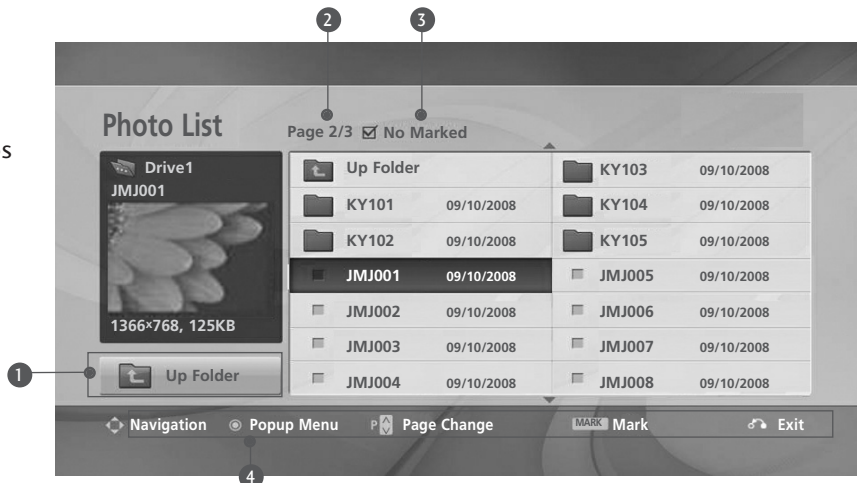 2
3
Photo List
Page 2/3 No Marked
s
Drive1
JMJ001
1366×768, 125KB
1
Up Folder
Up Folder
KY101 09/10/2008
KY102 09/10/2008
JMJ001 09/10/2008
JMJ002 09/10/2008
JMJ003 09/10/2008
JMJ004 09/10/2008
KY103 09/10/2008
KY104 09/10/2008
KY105 09/10/2008
JMJ005 09/10/2008
JMJ006 09/10/2008
JMJ007 09/10/2008
JMJ008 09/10/2008
Navigation Popup Menu P Page Change MARK Mark Exit
4